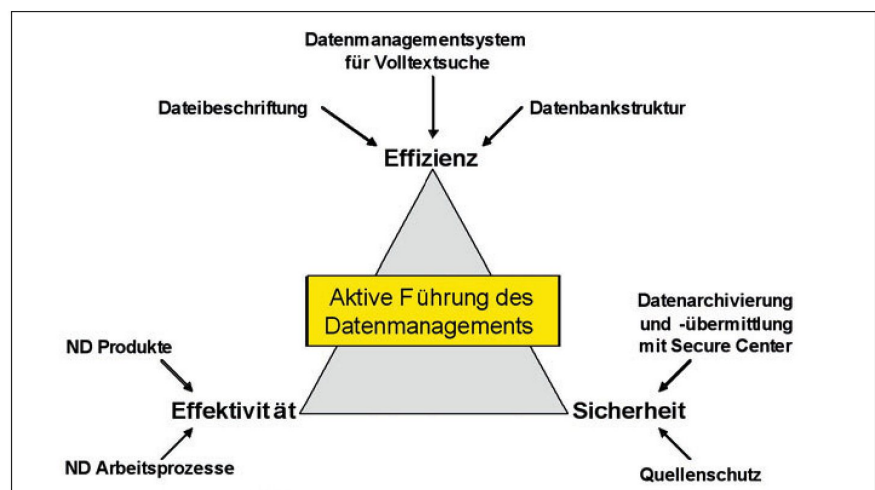 Datenmanagementsystem
für Volltextsuche
Dateibeschriftung
Datenbankstruktur
Effizienz
Aktive Führung des
Datenmanagements
Datenarchivierung
und -übermittlung
mit Secure Center
ND Produkte
Effektivität
Sicherheit
ND Arbeitsprozesse
Quellenschutz